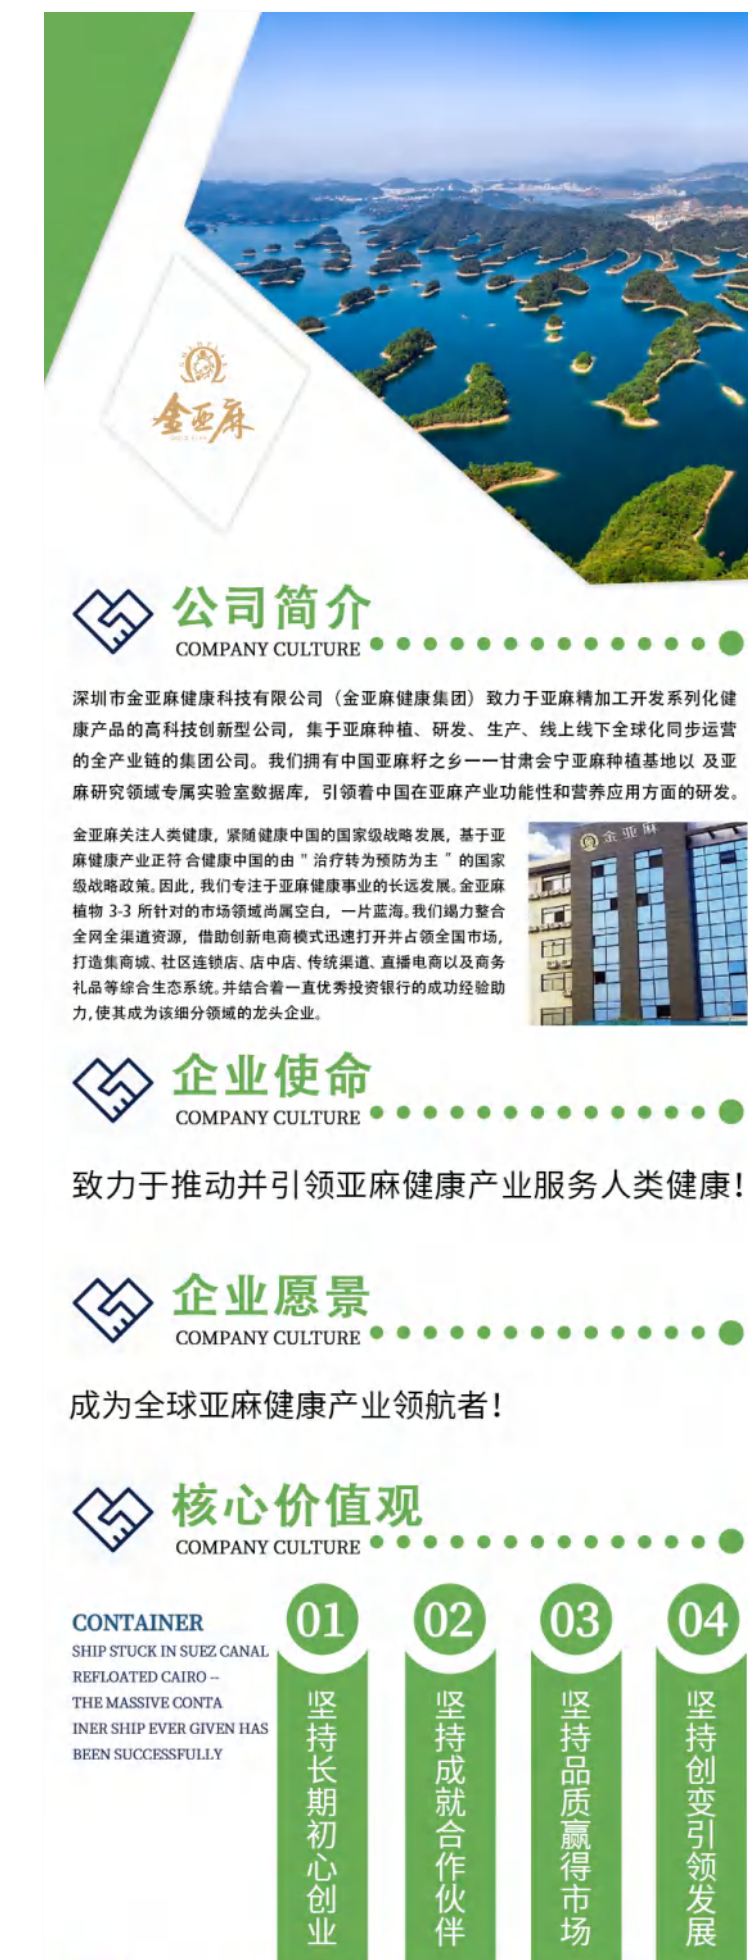 金亚麻
公司简介
COMPANY CULTURE
深圳市金亚麻健康科技有限公司（金亚麻健康集团）致力于亚麻精加工开发系列化健
康产品的高科技创新型公司，集于亚麻种植、研发、生产、线上线下全球化同步运营
的全产业链的集团公司。我们拥有中国亚麻籽之乡一一甘肃会宁亚麻种植基地以 及亚
麻研究领域专属实验室数据库，引领着中国在亚麻产业功能性和营养应用方面的研发。
金亚麻关注人类健康，紧随健康中国的国家级战略发展，基于亚
麻健康产业正符 合健康中国的由＂治疗转为预防为主＂的国家
级战略政策。因此，我们专注于亚麻健康事业的长远发展。金亚麻
植物 3-3 所针对的市场领域尚属空白，一片蓝海。我们竭力整合
全网全渠道资源，借助创新电商模式迅速打开并占领全国市场，
打造集商城、社区连锁店、店中店、传统渠道、直播电商以及商务
礼品等综合生态系统。并结合着一直优秀投资银行的成功经验助
力，使其成为该细分领域的龙头企业。
金亚麻
企业使命
COMPANY CULTURE
致力于推动并引领亚麻健康产业服务人类健康！
企业愿景
COMPANY CULTURE
成为全球亚麻健康产业领航者！
核心价值观
COMPANY CULTURE
CONTAINER
SHIP STUCK IN SUEZ CANAL
REFLOATED CAIRO --
THE MASSIVE CONTA
INER SHIP EVER GIVEN HAS
BEEN SUCCESSFULLY
01
坚持长期初心创业
02
坚持成就合作伙伴
03
坚持品质赢得市场
04
坚持创变引领发展